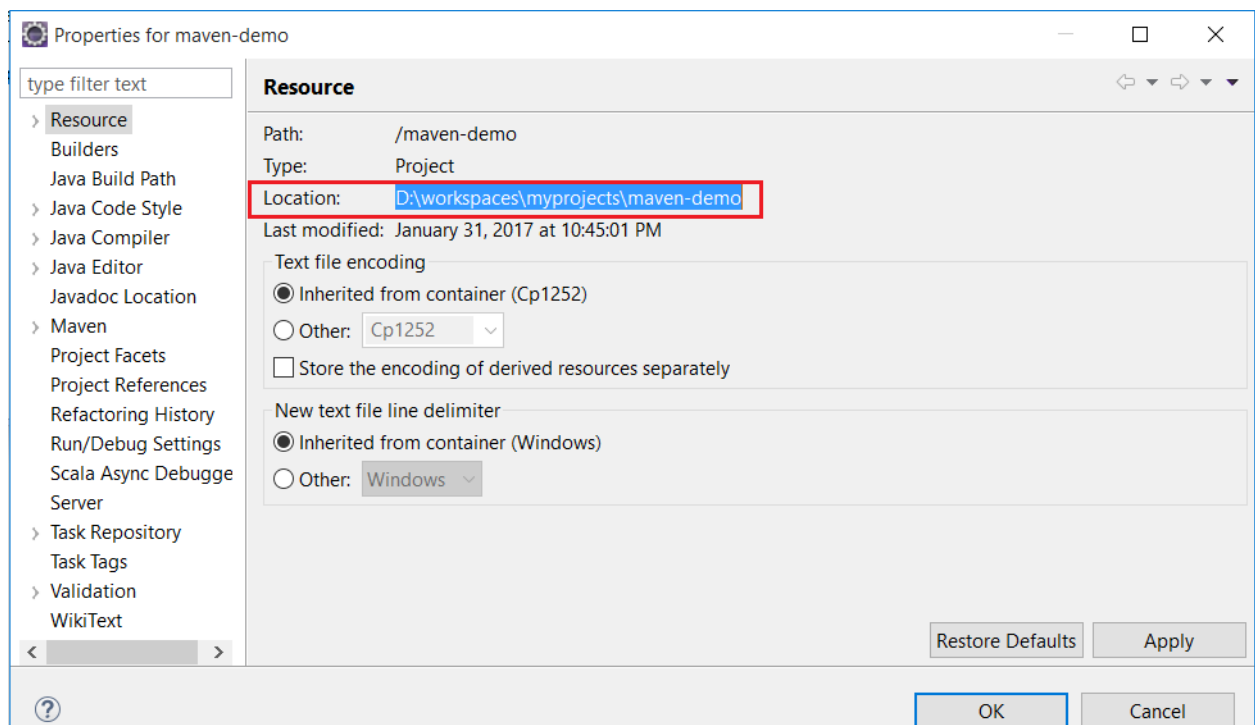 Properties for maven-demo
type filter text
Resource
Builders
Java Build Path
Java Code Style
Java Compiler
Java Editor
Javadoc Location
Maven
Project Facets
Project References
Refactoring History
Run/Debug Settings
Scala Async Debugge
Server
Task Repository
Task Tags
Validation
WikiText
Resource
Path: /maven-demo
Type: Project
Location: D:\workspaces\myprojects\maven-demo
Last modified: January 31, 2017 at 10:45:01 PM
Text file encoding
Inherited from container (Cp1252)
Other: Cp1252
Store the encoding of derived resources separately
New text file line delimiter
Inherited from container (Windows)
Other: Windows
Restore Defaults Apply
? OK Cancel